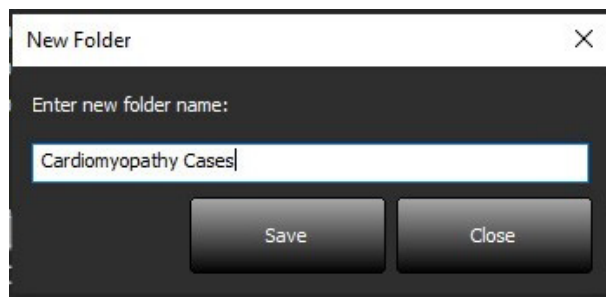 New Folder
Enter new folder name:
Cardiomyopathy Cases
Save Close